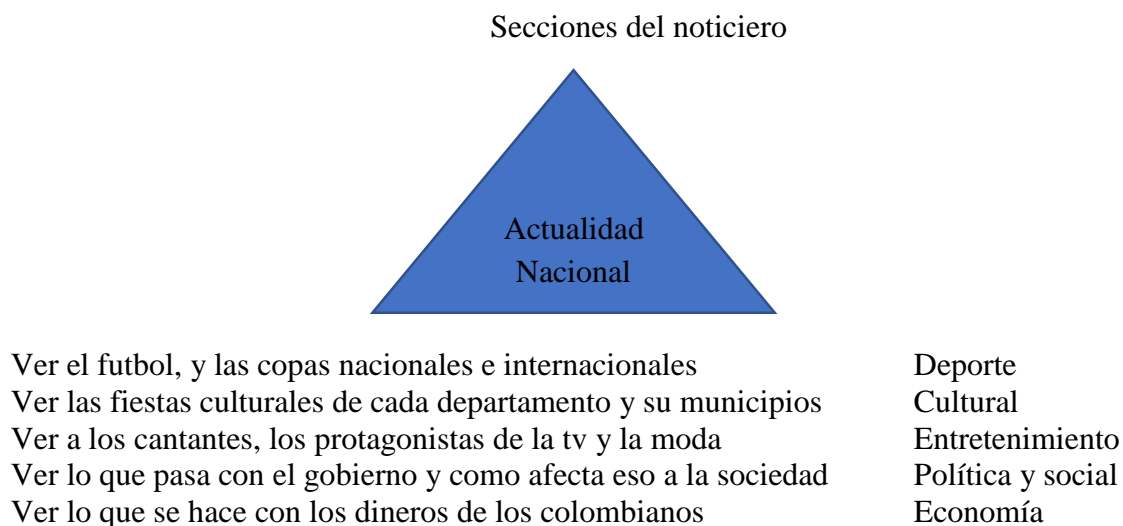 Secciones del noticiero
Actualidad
Nacional
Ver el futbol, y las copas nacionales e internacionales Deporte
Ver las fiestas culturales de cada departamento y su municipios Cultural
Ver a los cantantes, los protagonistas de la tv y la moda Entretenimiento
Ver lo que pasa con el gobierno y como afecta eso a la sociedad Política y social
Ver lo que se hace con los dineros de los colombianos Economía